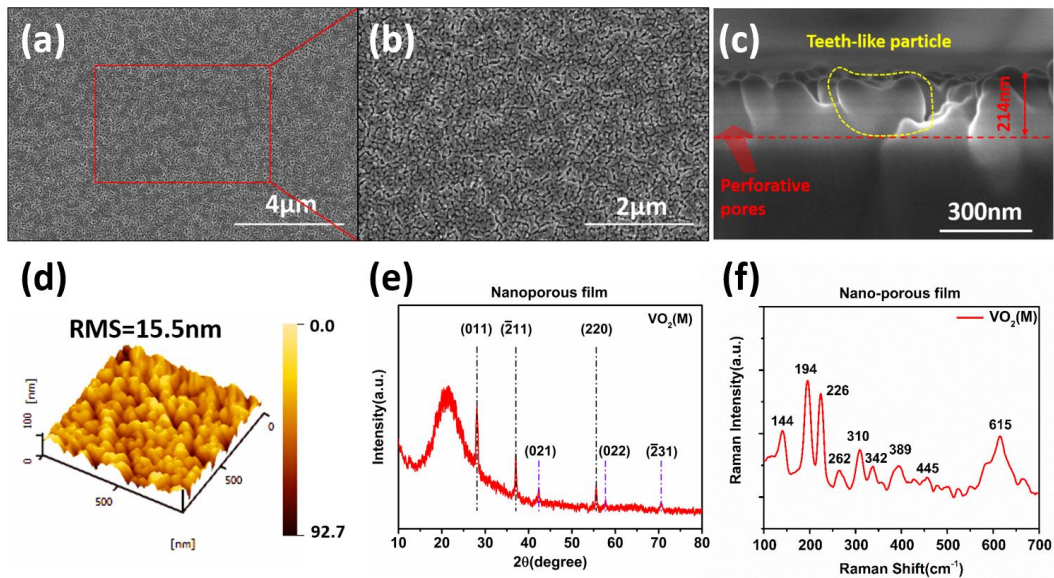 (a)
4μm
(b)
2μm
(c)
Teeth-like particle
214nm
Perforative
pores
300nm
(d)
RMS=15.5nm
0.0
92.7
[nm]
100
0
500
500
0
[nm]
(e)
Nanoporous film
VO₂(M)
(011)
(2̅11)
(220)
(021)
(022)
(2̅31)
Intensity(a.u.)
10 20 30 40 50 60 70 80
2θ(degree)
(f)
Nano-porous film
VO₂(M)
144
194
226
262
310
342
389
445
615
Raman Intensity(a.u.)
100 200 300 400 500 600 700
Raman Shift(cm⁻¹)